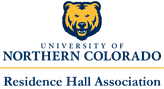 UNIVERSITY OF
NORTHERN COLORADO
Residence Hall Association